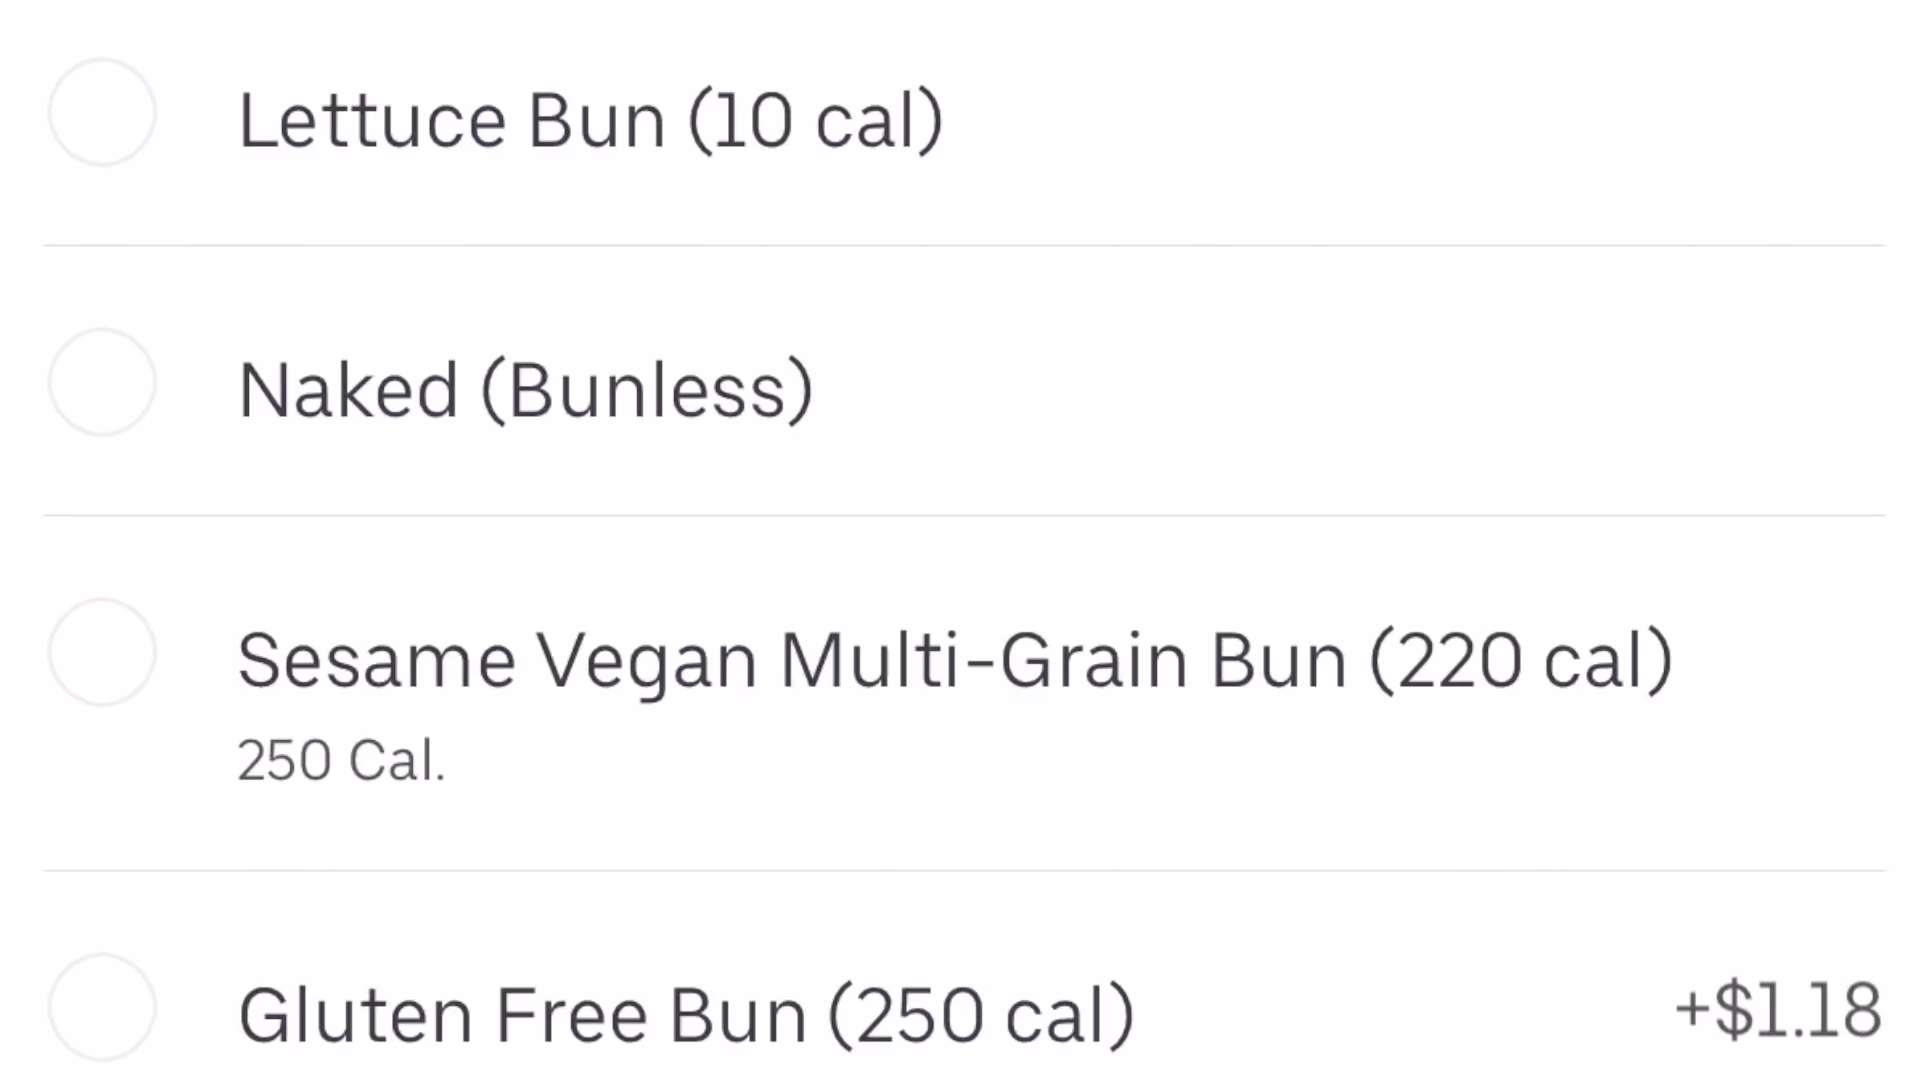 Lettuce Bun (10 cal)
Naked (Bunless)
Sesame Vegan Multi-Grain Bun (220 cal)
250 Cal.
Gluten Free Bun (250 cal) +$1.18